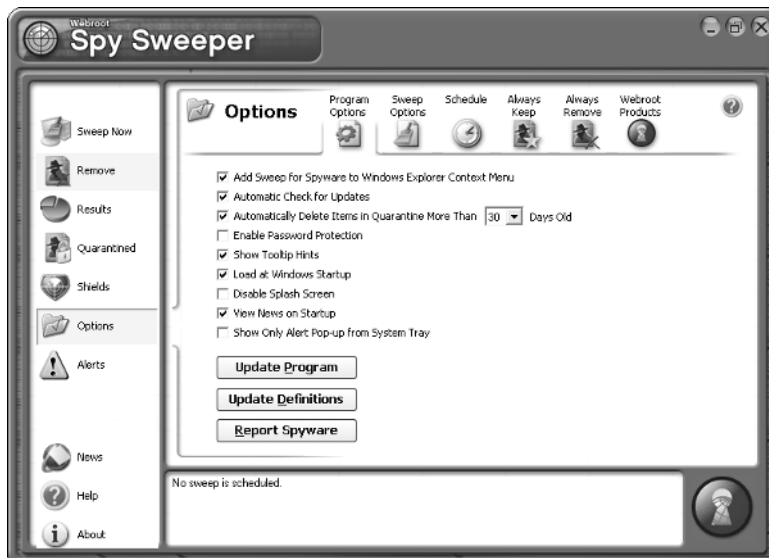 Webroot
Spy Sweeper
Sweep Now
Remove
Results
Quarantined
Shields
Options
Alerts
News
Help
About
Options
Program Options
Sweep Options
Schedule
Always Keep
Always Remove
Webroot Products
Add Sweep for Spyware to Windows Explorer Context Menu
Automatic Check for Updates
Automatically Delete Items in Quarantine More Than 30 Days Old
Enable Password Protection
Show Tooltip Hints
Load at Windows Startup
Disable Splash Screen
View News on Startup
Show Only Alert Pop-up from System Tray
Update Program
Update Definitions
Report Spyware
No sweep is scheduled.